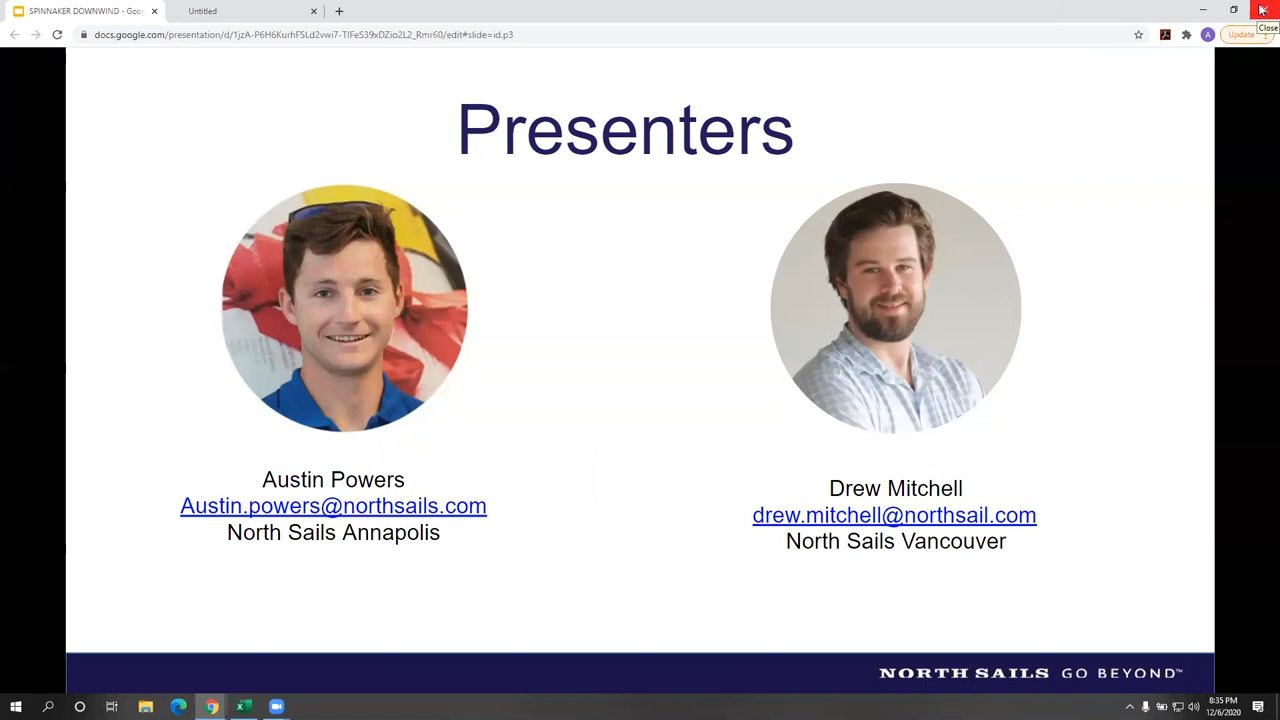 SPINNAKER DOWNWIND - Goog
Untitled
Close
docs.google.com/presentation/d/1jzA-P6H6KurhFSLd2vwi7-TIFeS39xDZio2L2_Rmr60/edit#slide=id.p3
A
Update
Presenters
Austin Powers
Austin.powers@northsails.com
North Sails Annapolis
Drew Mitchell
drew.mitchell@northsail.com
North Sails Vancouver
NORTH SAILS GO BEYOND™
8:35 PM
12/6/2020